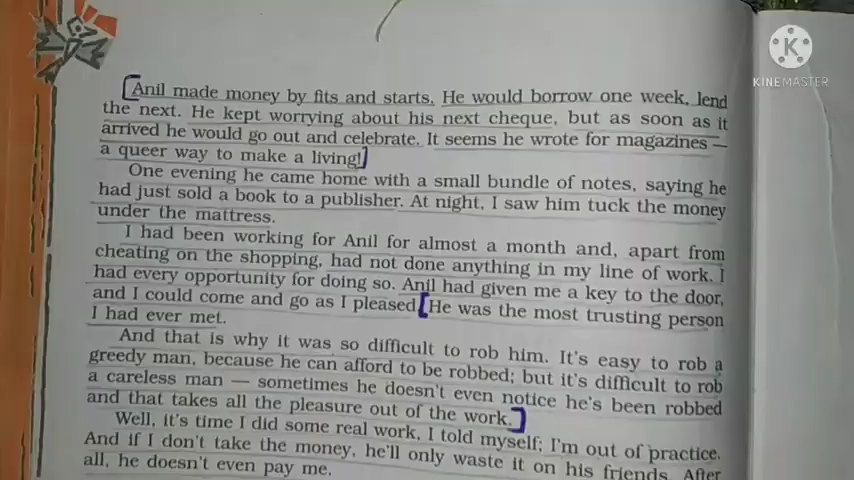 KINEMASTER
Anil made money by fits and starts. He would borrow one week, lend
the next. He kept worrying about his next cheque, but as soon as it
arrived he would go out and celebrate. It seems he wrote for magazines —
a queer way to make a living!
One evening he came home with a small bundle of notes, saying he
had just sold a book to a publisher. At night, I saw him tuck the money
under the mattress.
I had been working for Anil for almost a month and, apart from
cheating on the shopping, had not done anything in my line of work. I
had every opportunity for doing so. Anil had given me a key to the door,
and I could come and go as I pleased. He was the most trusting person
I had ever met.
And that is why it was so difficult to rob him. It's easy to rob a
greedy man, because he can afford to be robbed; but it's difficult to rob
a careless man — sometimes he doesn't even notice he's been robbed
and that takes all the pleasure out of the work.
Well, it's time I did some real work, I told myself; I'm out of practice.
And if I don't take the money, he'll only waste it on his friends. After
all, he doesn't even pay me.